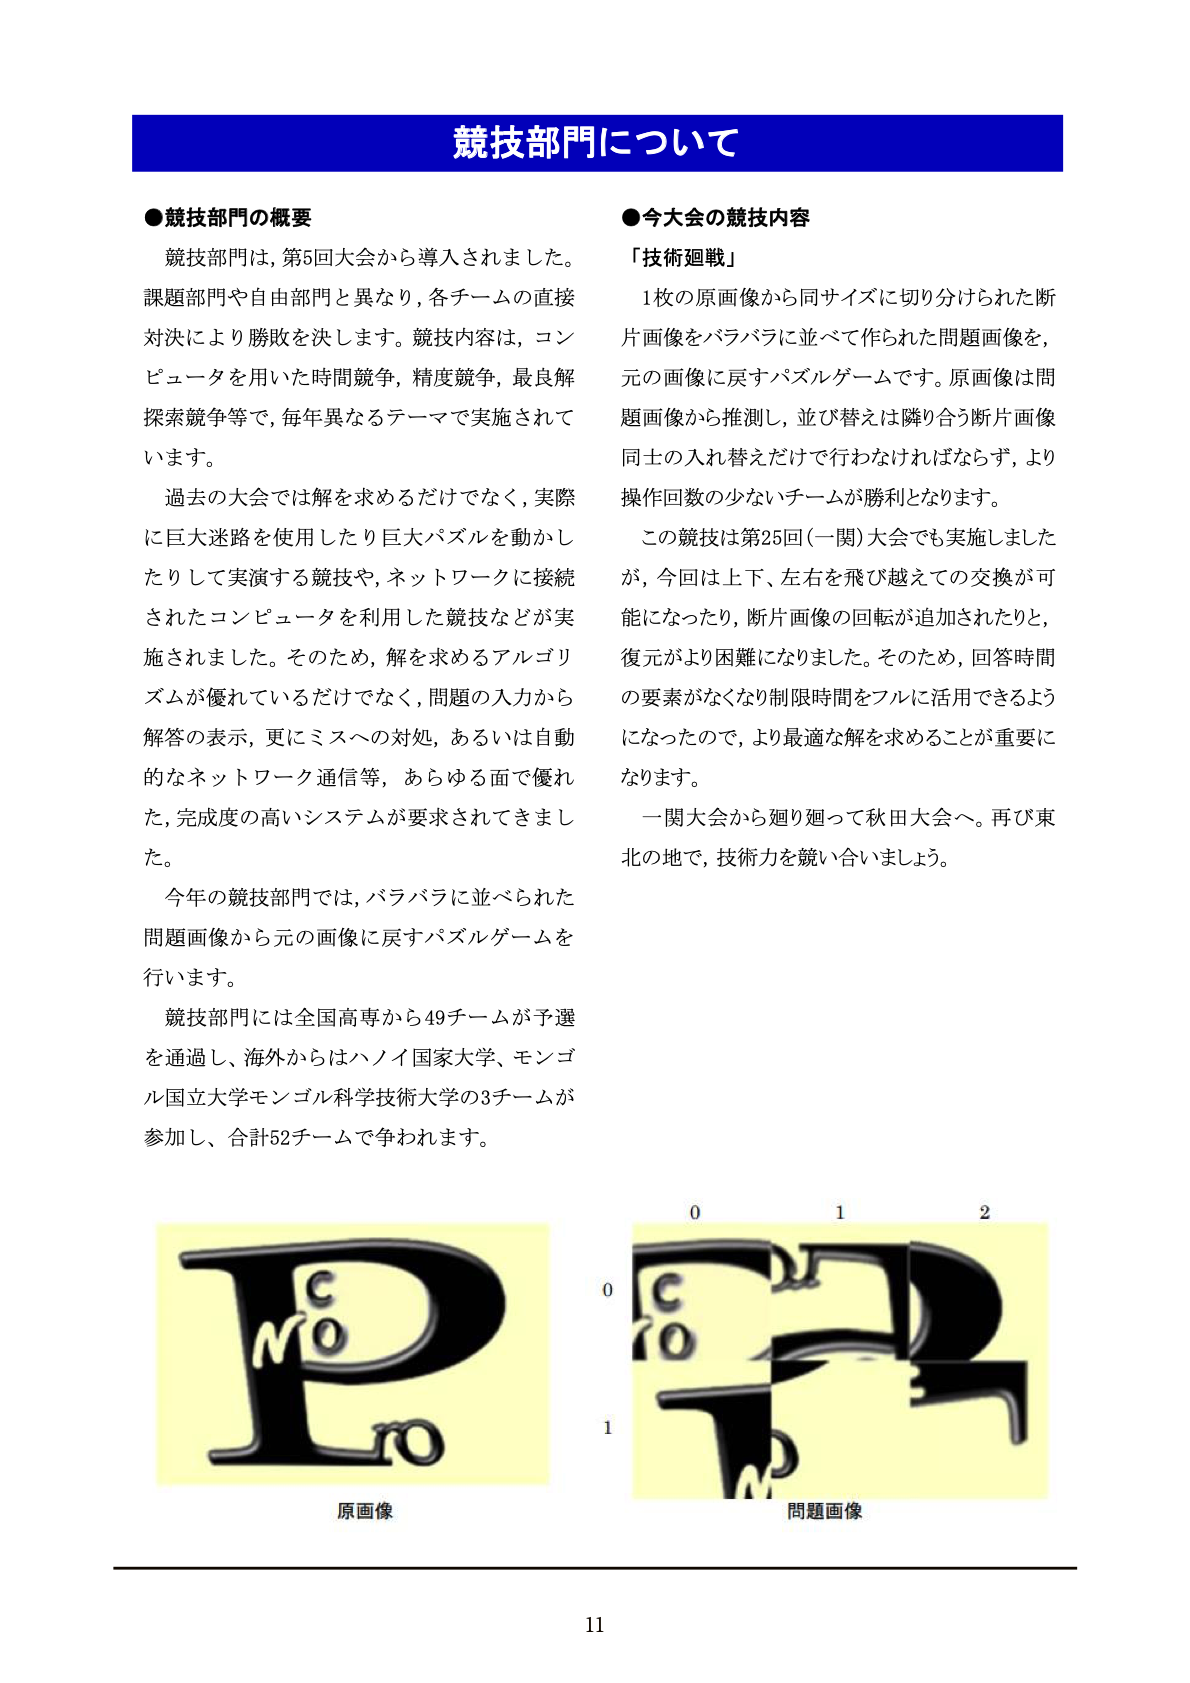 競技部門について
●競技部門の概要
競技部門は，第5回大会から導入されました。
課題部門や自由部門と異なり，各チームの直接
対決により勝敗を決します。競技内容は，コン
ピュータを用いた時間競争，精度競争，最良解
探索競争等で，毎年異なるテーマで実施されて
います。
過去の大会では解を求めるだけでなく，実際
に巨大迷路を使用したり巨大パズルを動かし
たりして実演する競技や，ネットワークに接続
されたコンピュータを利用した競技などが実
施されました。そのため，解を求めるアルゴリ
ズムが優れているだけでなく，問題の入力から
解答の表示，更にミスへの対処，あるいは自動
的なネットワーク通信等，あらゆる面で優れ
た，完成度の高いシステムが要求されてきまし
た。
今年の競技部門では，バラバラに並べられた
問題画像から元の画像に戻すパズルゲームを
行います。
競技部門には全国高専から49チームが予選
を通過し、海外からはハノイ国家大学、モンゴ
ル国立大学モンゴル科学技術大学の3チームが
参加し、合計52チームで争われます。
●今大会の競技内容
「技術廻戦」
1枚の原画像から同サイズに切り分けられた断
片画像をバラバラに並べて作られた問題画像を，
元の画像に戻すパズルゲームです。原画像は問
題画像から推測し，並び替えは隣り合う断片画像
同士の入れ替えだけで行わなければならず，より
操作回数の少ないチームが勝利となります。
この競技は第25回（一関）大会でも実施しました
が，今回は上下、左右を飛び越えての交換が可
能になったり，断片画像の回転が追加されたりと，
復元がより困難になりました。そのため，回答時間
の要素がなくなり制限時間をフルに活用できるよう
になったので，より最適な解を求めることが重要に
なります。
一関大会から廻り廻って秋田大会へ。再び東
北の地で，技術力を競い合いましょう。
P
C
N O
ro
原画像
0 1 2
0
C
O
1
問題画像
11